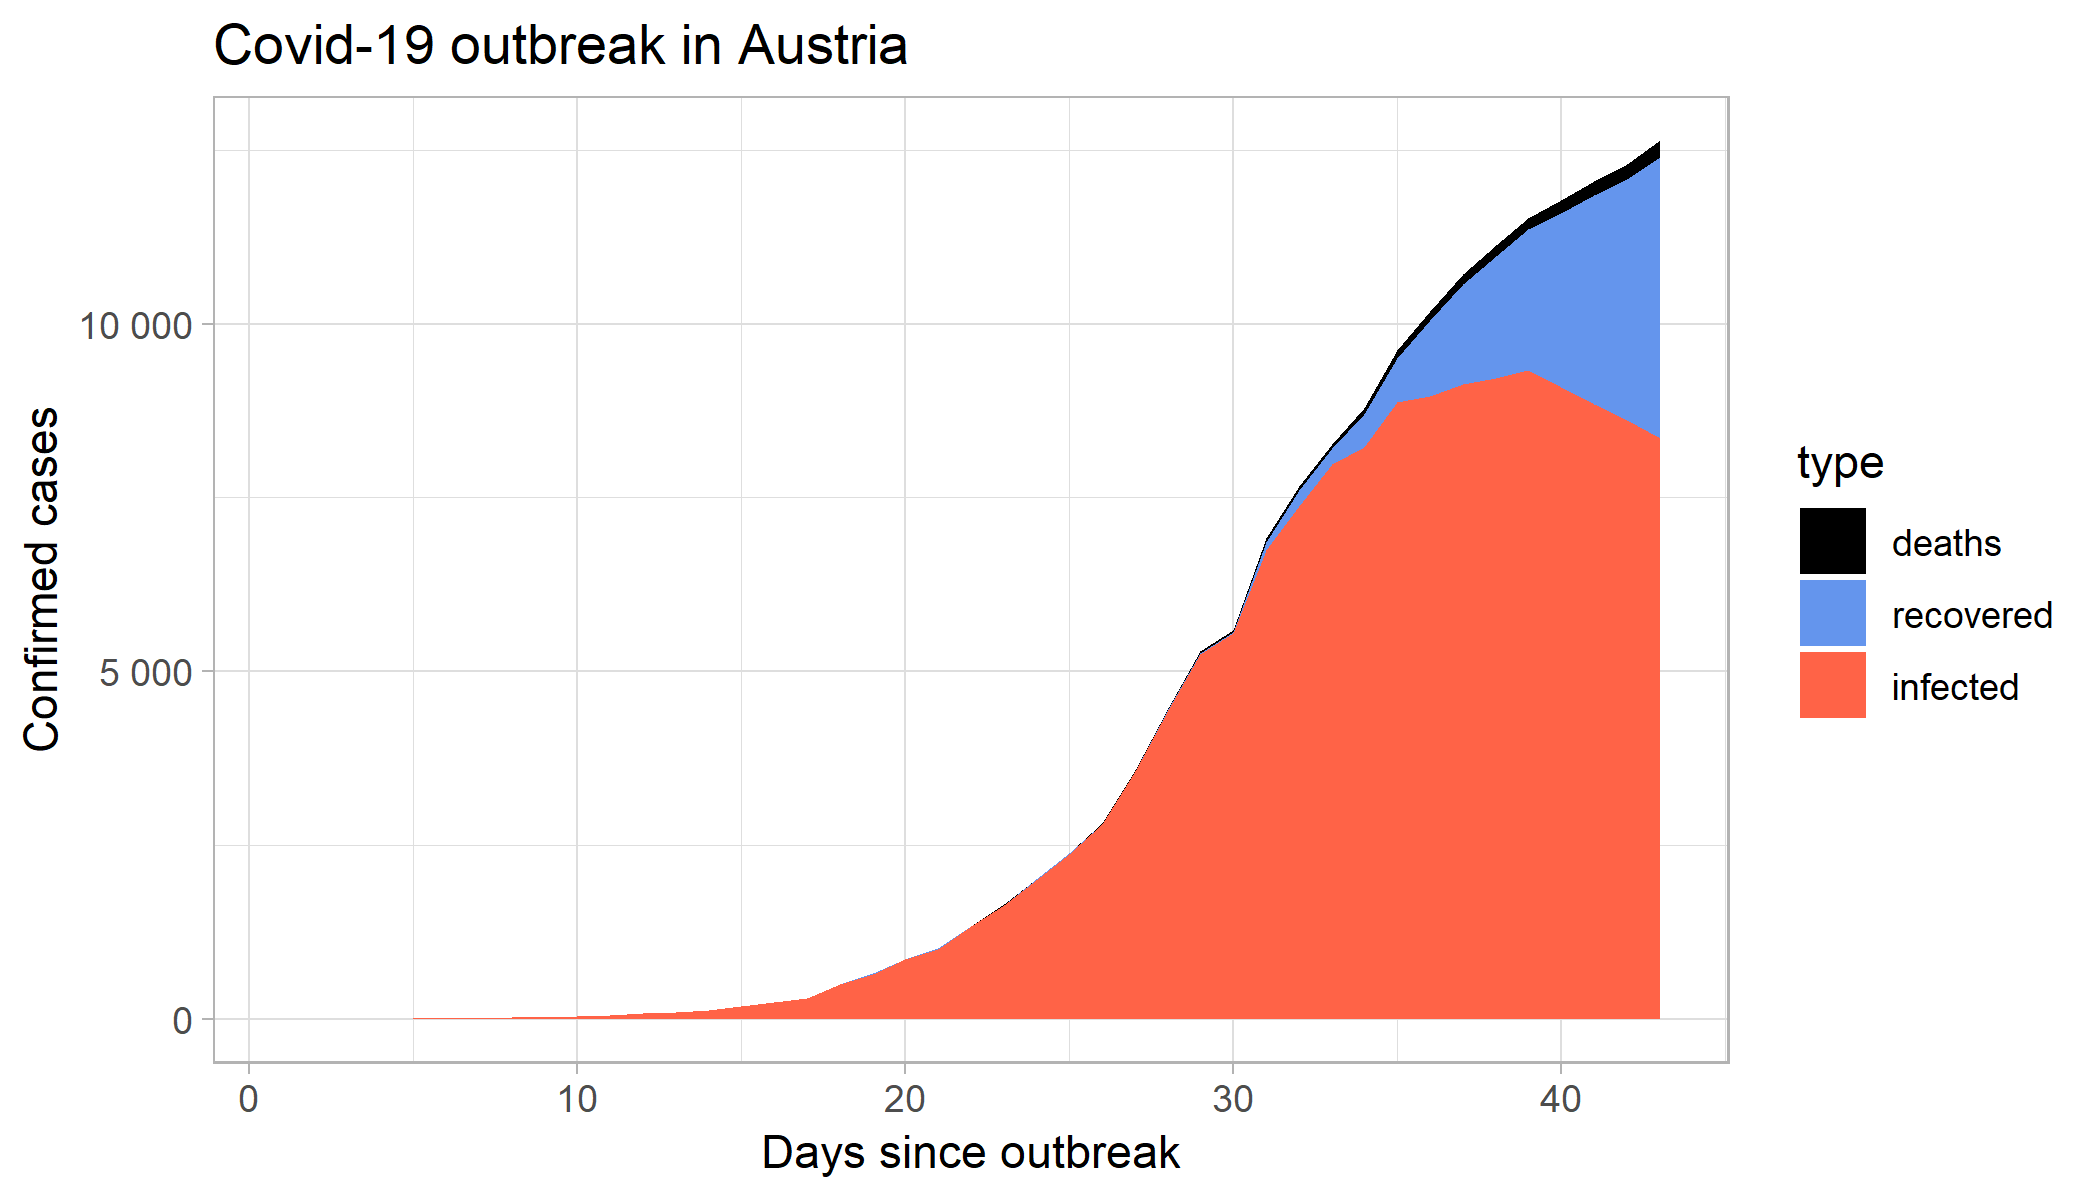 Covid-19 outbreak in Austria
Confirmed cases
10 000
5 000
0
0 10 20 30 40
Days since outbreak
type
deaths
recovered
infected